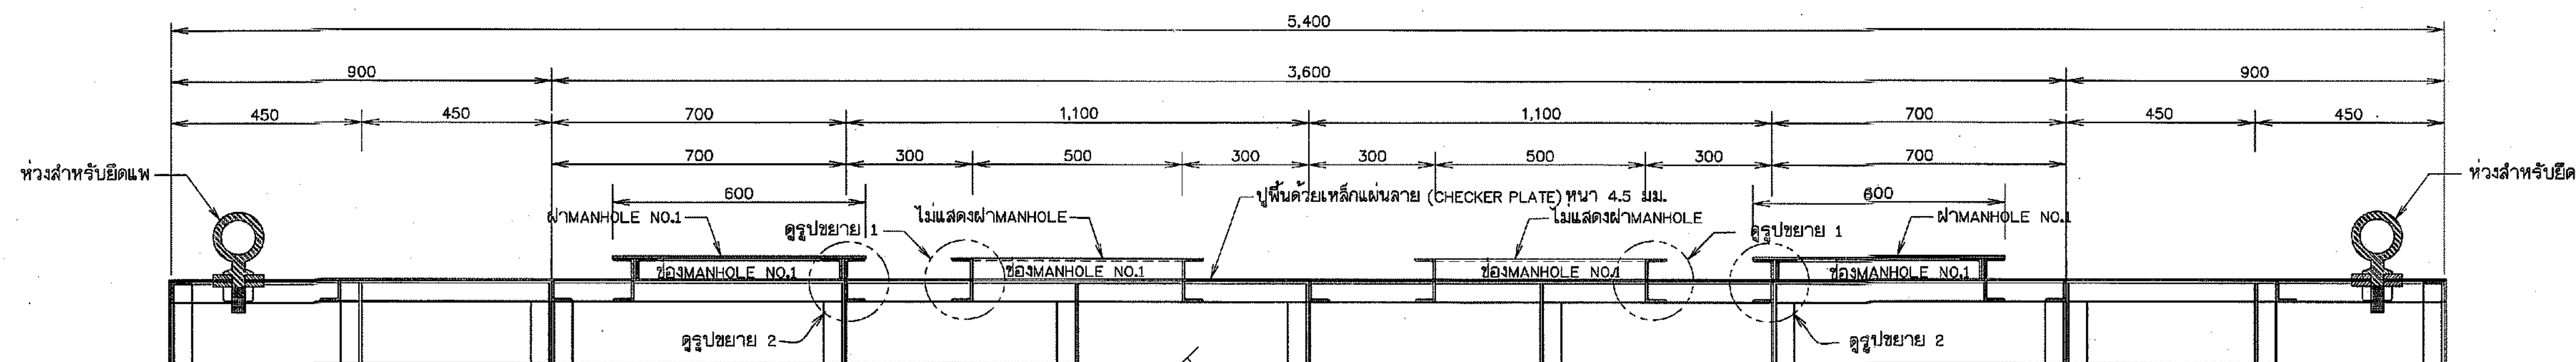 5,400
900 3,600 900
450 450 700 1,100 1,100 700 450 450
700 300 500 300 300 500 300 700
ห่วงสำหรับยึดแพ ห่วงสำหรับยึด
600 ปูพื้นด้วยเหล็กแผ่นลาย (CHECKER PLATE) หนา 4.5 มม. 600
ฝาMANHOLE NO.1 ไม่แสดงฝาMANHOLE ไม่แสดงฝาMANHOLE ฝาMANHOLE NO.1
ดูรูปขยาย 1 ดูรูปขยาย 1
ช่องMANHOLE NO.1 ช่องMANHOLE NO.1 ช่องMANHOLE NO.1 ช่องMANHOLE NO.1
ดูรูปขยาย 2 ดูรูปขยาย 2